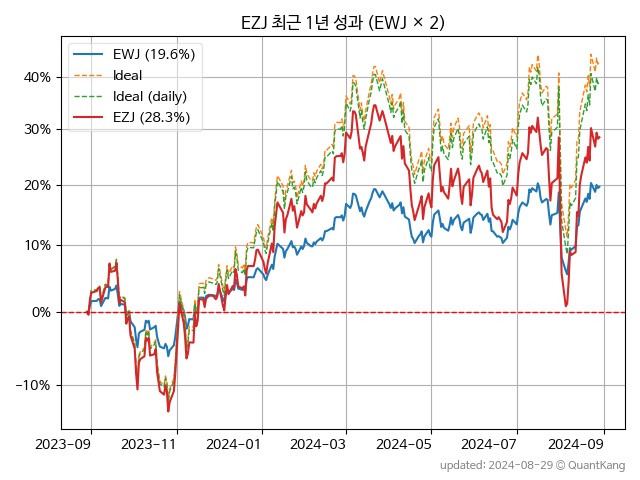 EZJ 최근 1년 성과 (EWJ × 2)
EWJ (19.6%)
Ideal
Ideal (daily)
EZJ (28.3%)
40%
30%
20%
10%
0%
−10%
2023-09
2023-11
2024-01
2024-03
2024-05
2024-07
2024-09
updated: 2024-08-29 © QuantKang